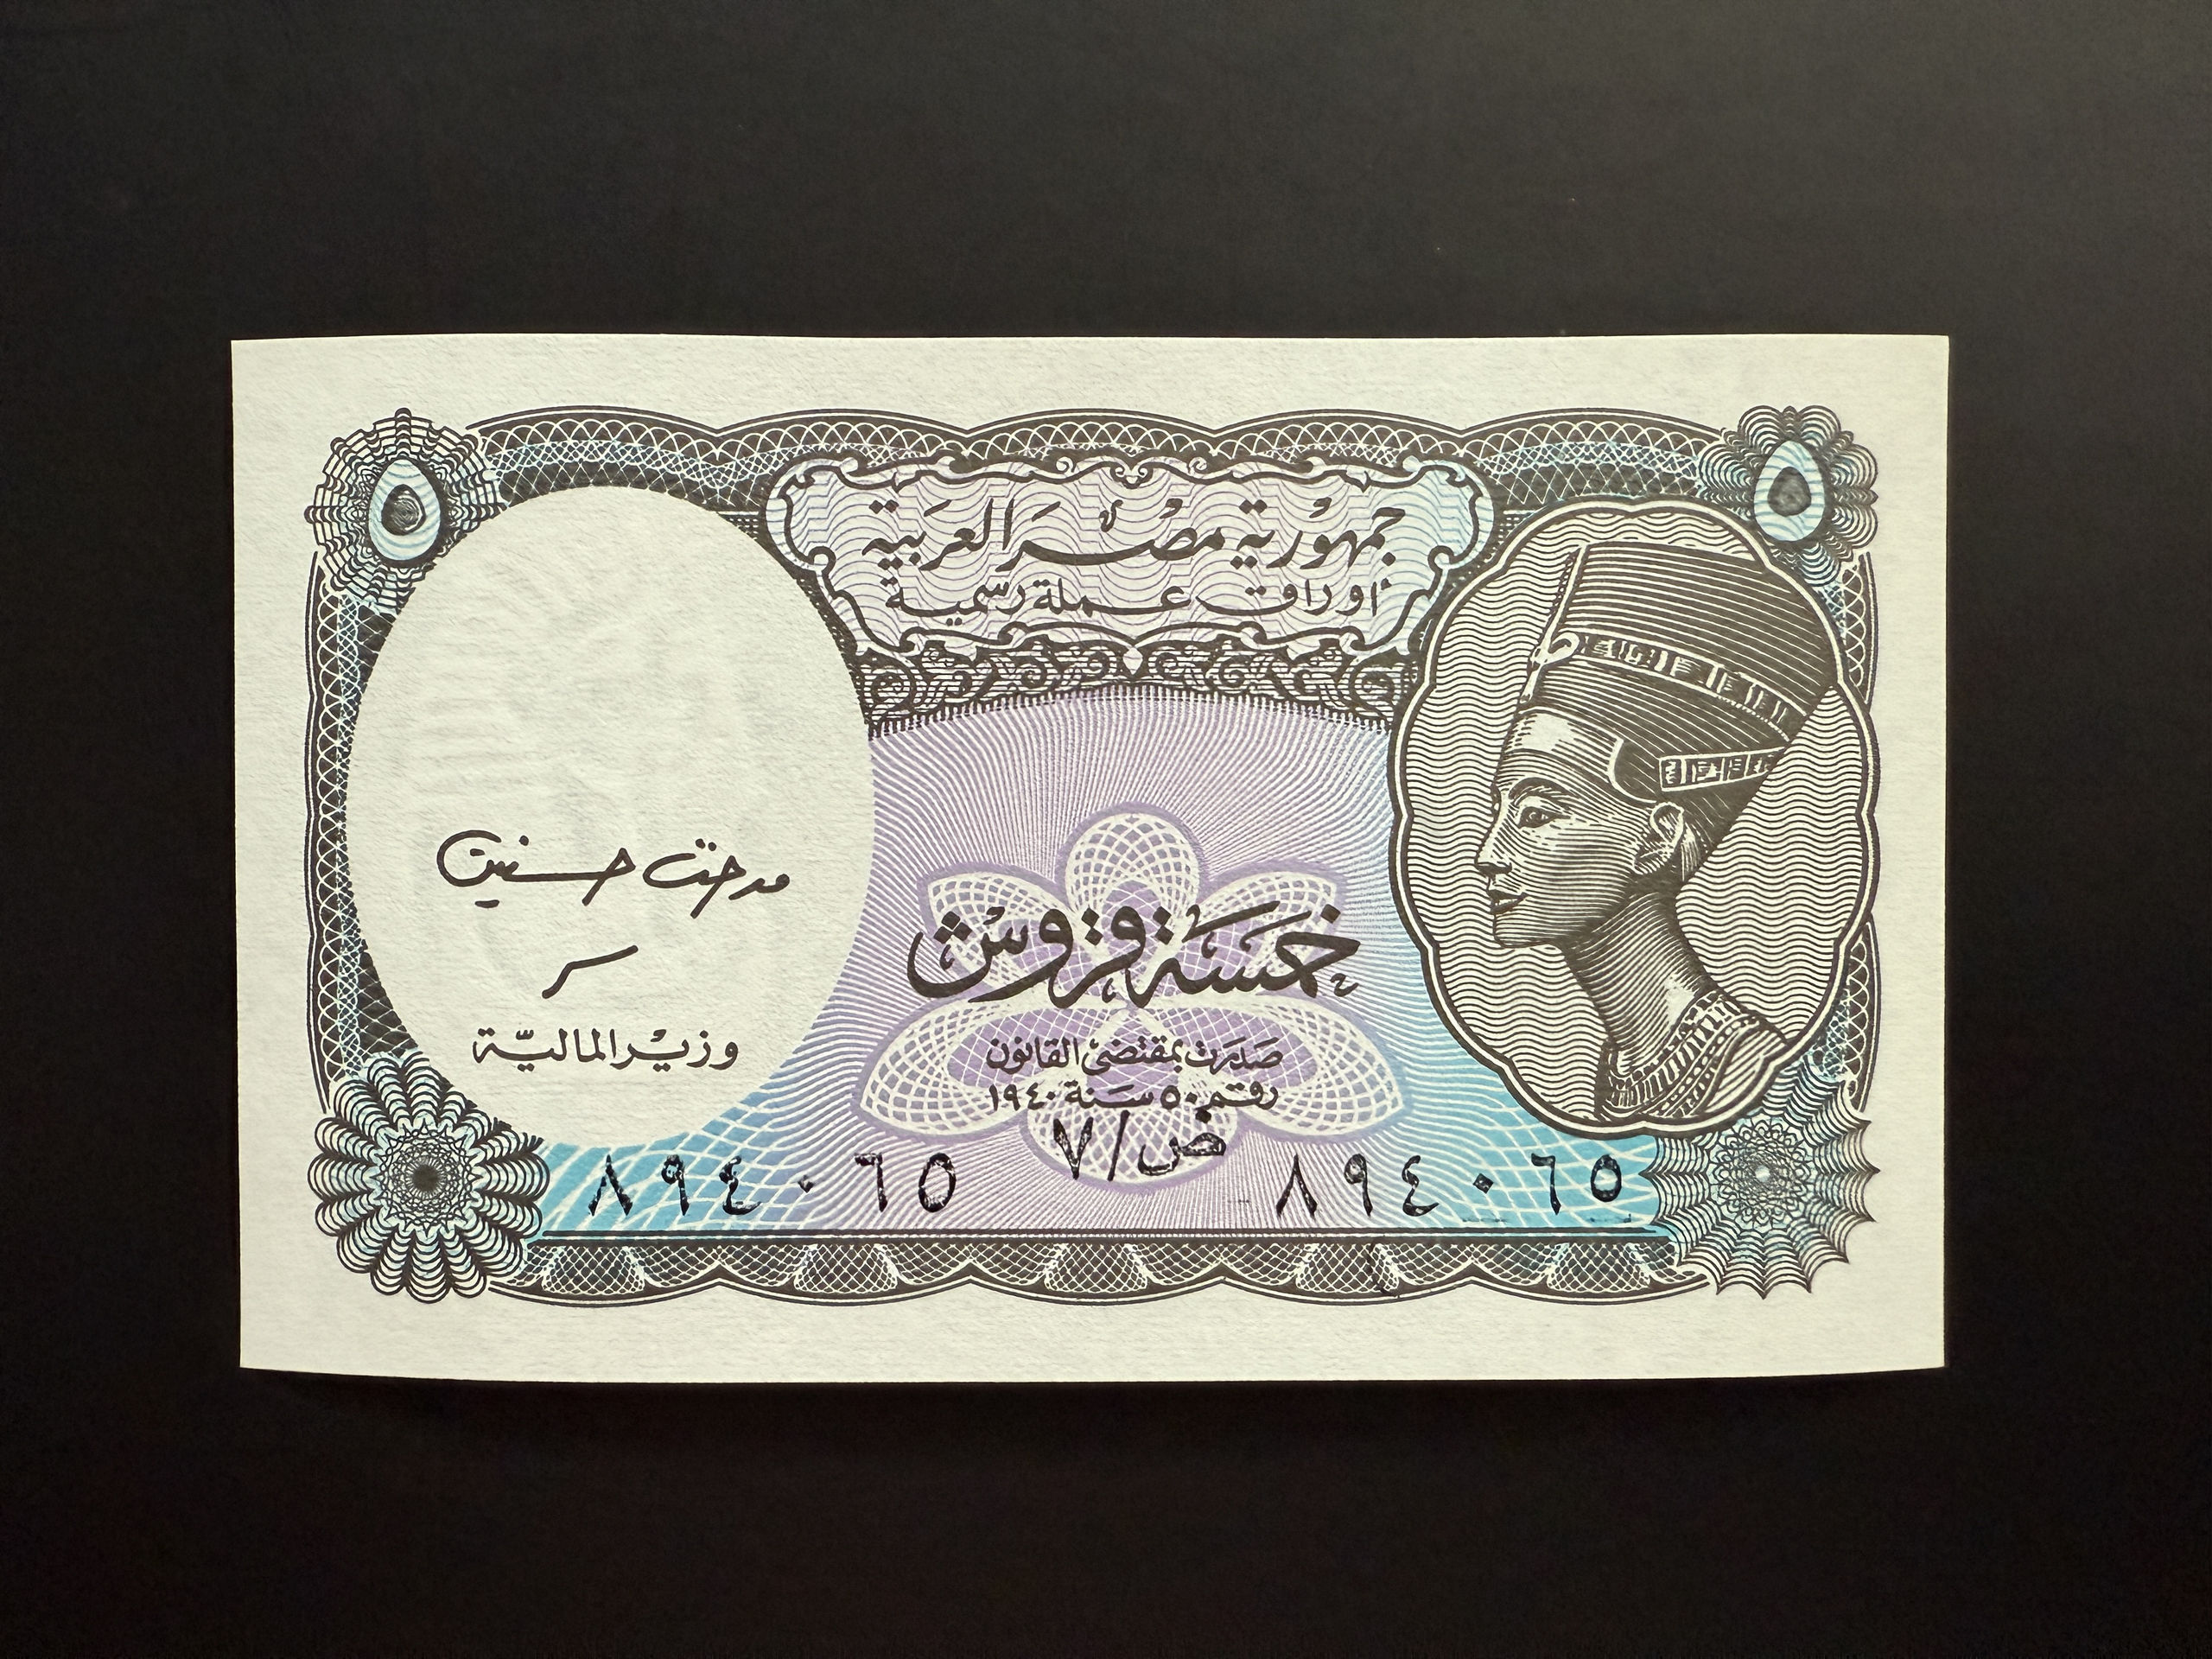 ٥
٥
جمهورية مصر العربية
أوراق عملة رسمية
خمسة قروش
صدرت بمقتضى القانون
رقم ٥٠ سنة ١٩٤٠
ض/٧
٨٩٤٠٦٥
٨٩٤٠٦٥
مدحت حسنين
وزير المالية